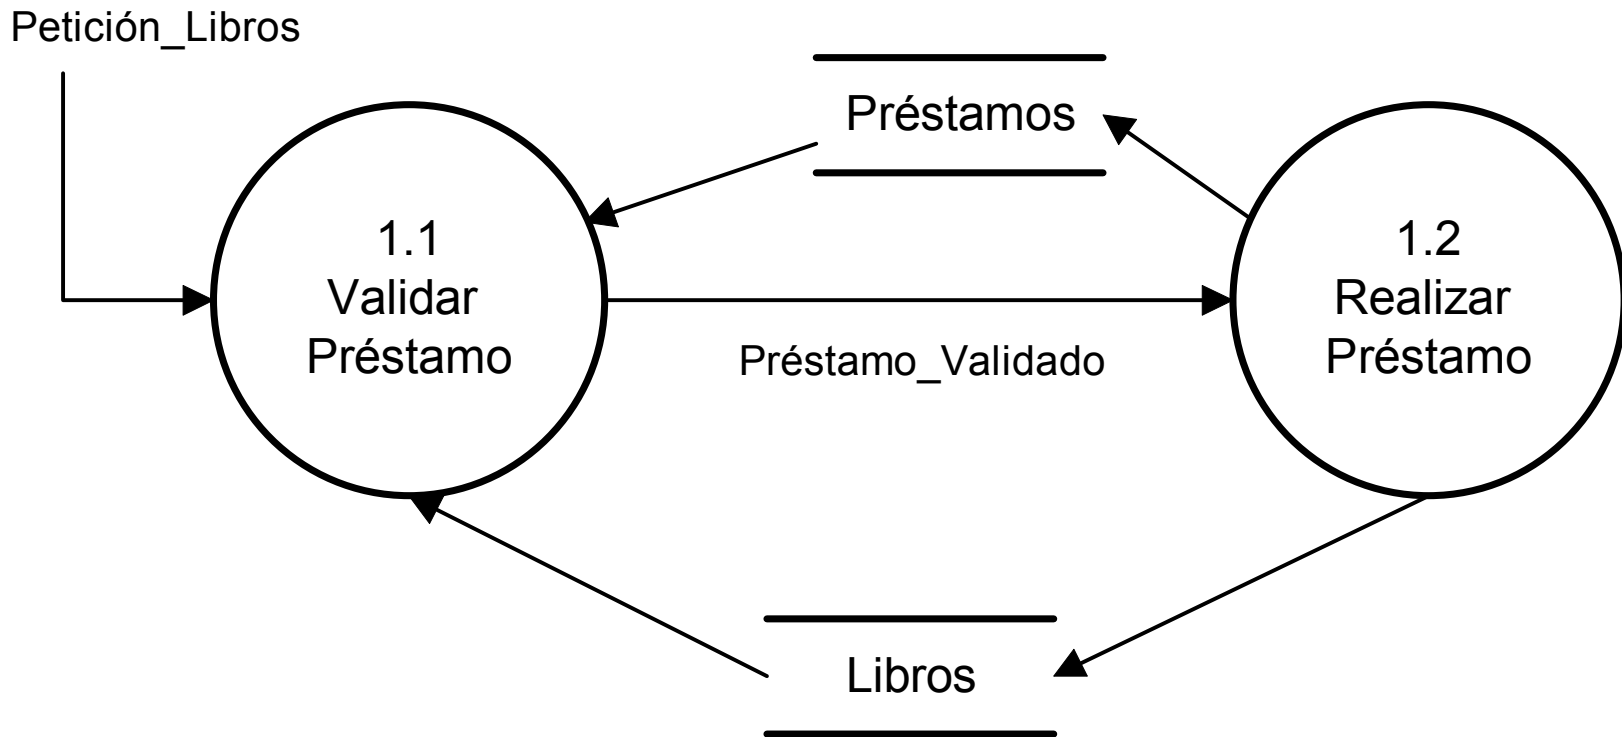 Petición_Libros
Préstamos
1.1
Validar
Préstamo
1.2
Realizar
Préstamo
Préstamo_Validado
Libros